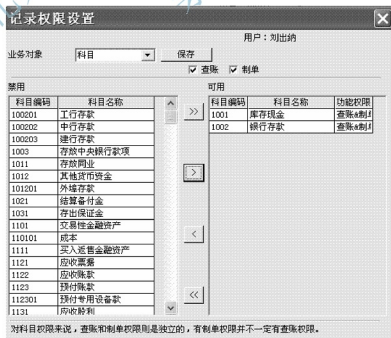 记录权限设置
用户：刘出纳
业务对象 科目 保存
查账 制单
禁用 可用
科目编码 科目名称
100201 工行存款
100202 中行存款
100203 建行存款
1003 存放中央银行款项
1011 存放同业
1012 其他货币资金
101201 外埠存款
1021 结算备付金
1031 存出保证金
1101 交易性金融资产
110101 成本
1111 买入返售金融资产
1121 应收票据
1122 应收账款
1123 预付账款
112301 预付专用设备款
1131 应收股利
>>
>
<
<<
科目编码 科目名称 功能权限
1001 库存现金 查账&制单
1002 银行存款 查账&制单
对科目权限来说，查账和制单权限则是独立的，有制单权限并不一定有查账权限。